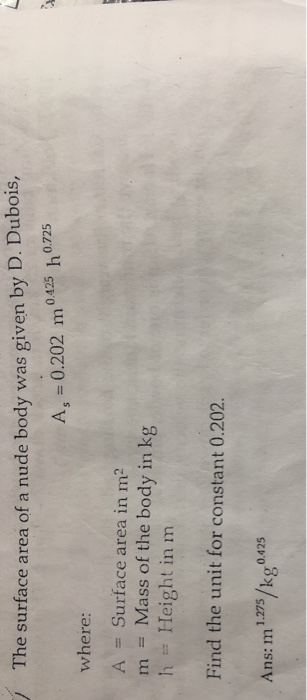 The surface area of a nude body was given by D. Dubois,
A_s = 0.202 m^0.425 h^0.725
where:
A = Surface area in m²
m = Mass of the body in kg
h = Height in m
Find the unit for constant 0.202.
Ans: m^1.275/kg^0.425